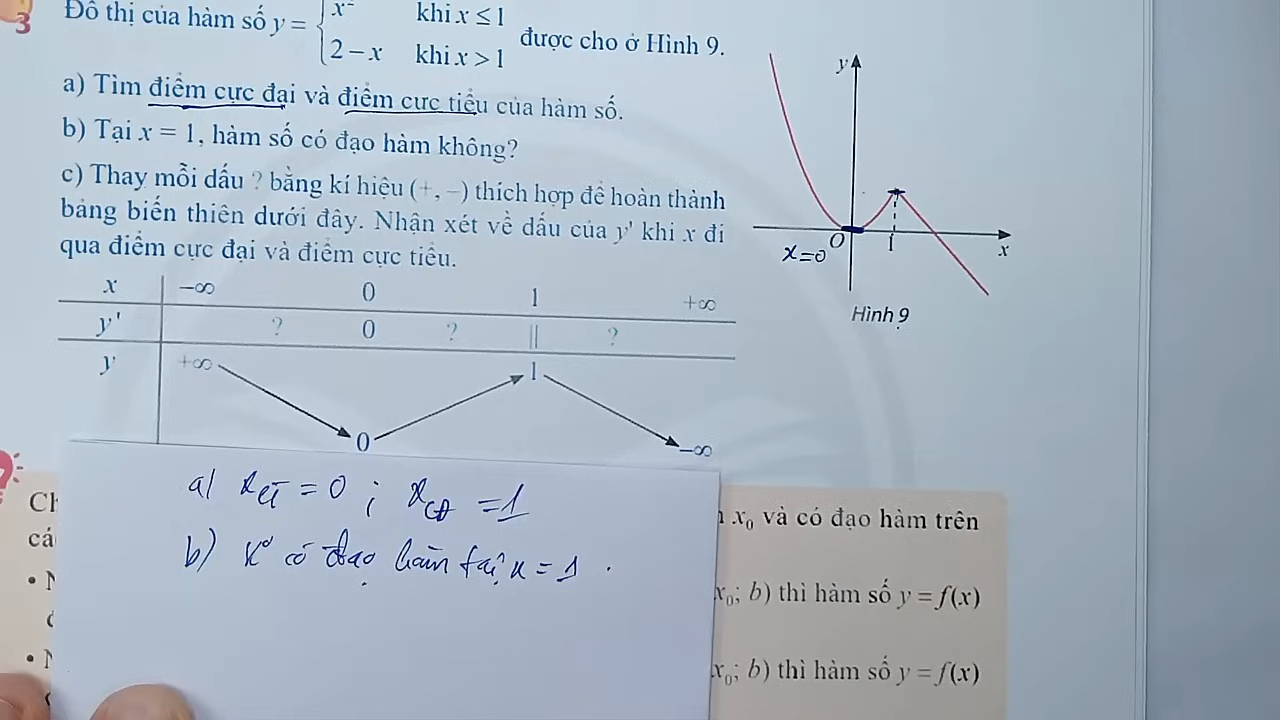 3
Đồ thị của hàm số y = { x² khi x ≤ 1
2 – x khi x > 1 được cho ở Hình 9.
a) Tìm điểm cực đại và điểm cực tiểu của hàm số.
b) Tại x = 1, hàm số có đạo hàm không?
c) Thay mỗi dấu ? bằng kí hiệu (+, –) thích hợp để hoàn thành
bảng biến thiên dưới đây. Nhận xét về dấu của y' khi x đi
qua điểm cực đại và điểm cực tiểu.
y
O 1 x
x=0
Hình 9
x –∞ 0 1 +∞
y' ? 0 ? || ?
y +∞ 0 1 –∞
a) xCT = 0 ; xCĐ = 1
b) K° có đạo hàm tại x = 1 .
x₀ và có đạo hàm trên
cá
x₀; b) thì hàm số y = f(x)
x₀; b) thì hàm số y = f(x)